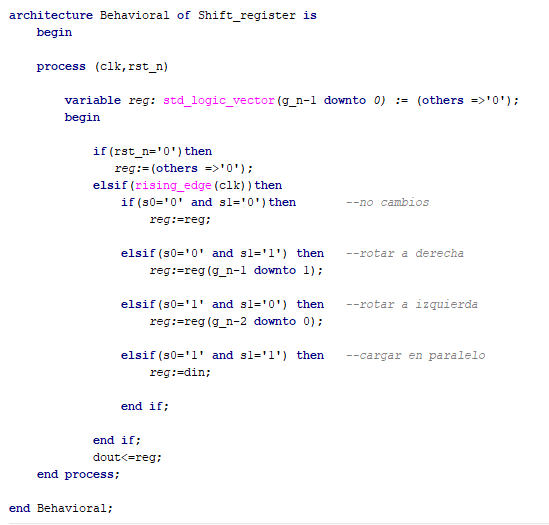 architecture Behavioral of Shift_register is
begin
process (clk,rst_n)
variable reg: std_logic_vector(g_n-1 downto 0) := (others =>'0');
begin
if(rst_n='0')then
reg:=(others =>'0');
elsif(rising_edge(clk))then
if(s0='0' and s1='0')then --no cambios
reg:=reg;
elsif(s0='0' and s1='1') then --rotar a derecha
reg:=reg(g_n-1 downto 1);
elsif(s0='1' and s1='0') then --rotar a izquierda
reg:=reg(g_n-2 downto 0);
elsif(s0='1' and s1='1') then --cargar en paralelo
reg:=din;
end if;
end if;
dout<=reg;
end process;
end Behavioral;